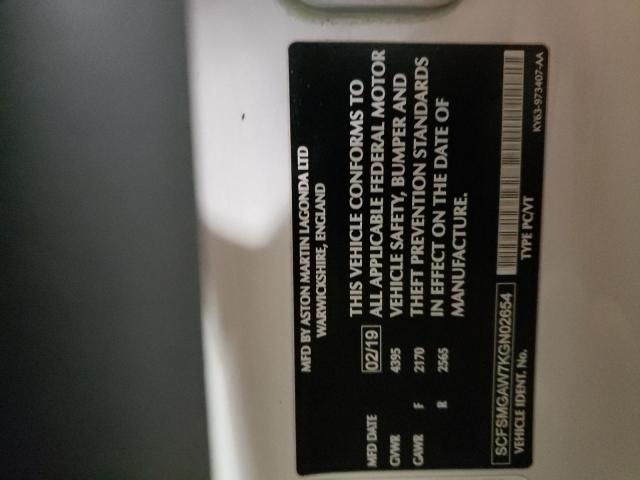 MFD BY ASTON MARTIN LAGONDA LTD
WARWICKSHIRE, ENGLAND
MFD DATE 02/19 THIS VEHICLE CONFORMS TO
ALL APPLICABLE FEDERAL MOTOR
GVWR 4395 VEHICLE SAFETY, BUMPER AND
GAWR F 2170 THEFT PREVENTION STANDARDS
R 2565 IN EFFECT ON THE DATE OF
MANUFACTURE.
SCFSMGAW7KGN02654
VEHICLE IDENT. No. TYPE PC/VT
KY63-973407-AA